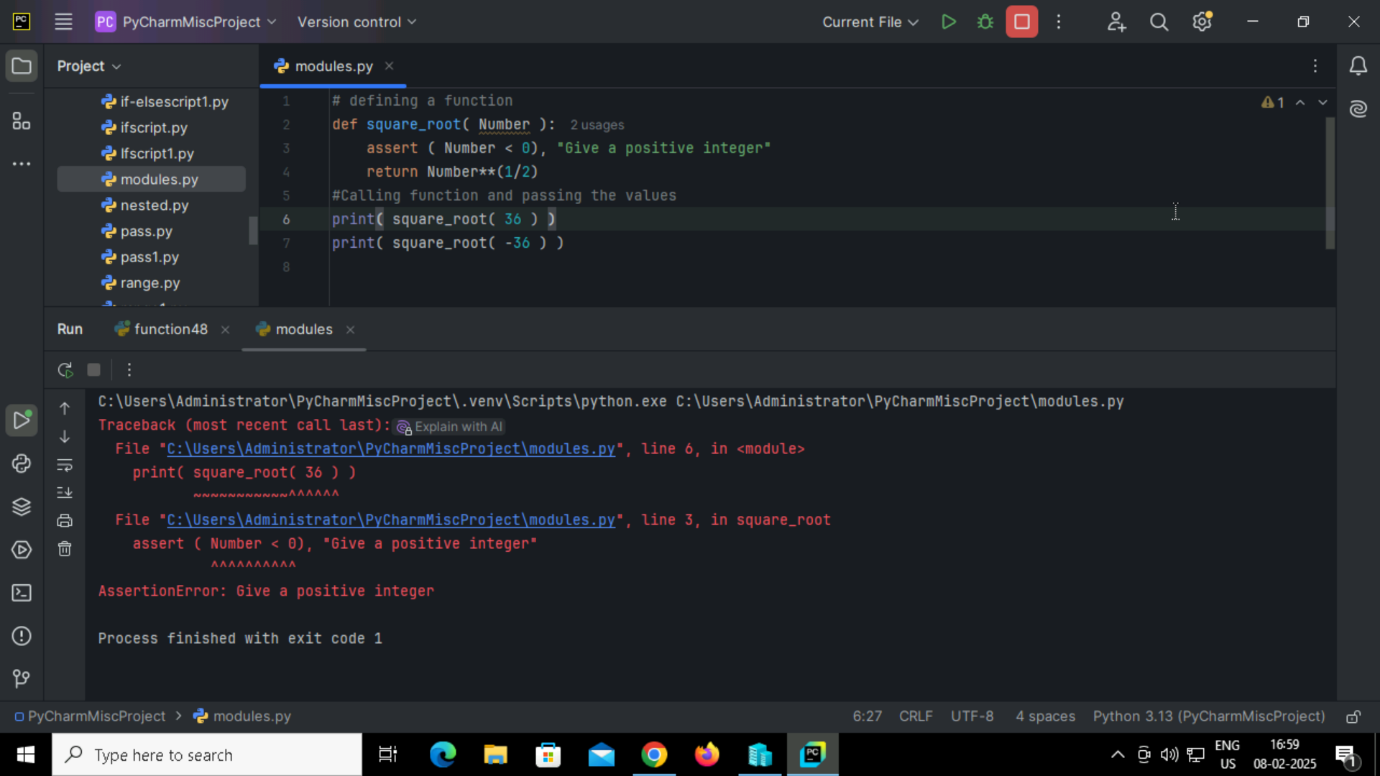 PC PC PyCharmMiscProject Version control Current File
Project modules.py
if-elsescript1.py
ifscript.py
Ifscript1.py
modules.py
nested.py
pass.py
pass1.py
range.py
1 # defining a function
2 def square_root( Number ): 2 usages
3 assert ( Number < 0), "Give a positive integer"
4 return Number**(1/2)
5 #Calling function and passing the values
6 print( square_root( 36 ) )
7 print( square_root( -36 ) )
8
1
Run function48 modules
C:\Users\Administrator\PyCharmMiscProject\.venv\Scripts\python.exe C:\Users\Administrator\PyCharmMiscProject\modules.py
Traceback (most recent call last): Explain with AI
File "C:\Users\Administrator\PyCharmMiscProject\modules.py", line 6, in <module>
print( square_root( 36 ) )
~~~~~~~~~~~^^^^^^
File "C:\Users\Administrator\PyCharmMiscProject\modules.py", line 3, in square_root
assert ( Number < 0), "Give a positive integer"
^^^^^^^^^^
AssertionError: Give a positive integer
Process finished with exit code 1
PyCharmMiscProject > modules.py 6:27 CRLF UTF-8 4 spaces Python 3.13 (PyCharmMiscProject)
Type here to search PC ENG US 16:59 08-02-2025 1